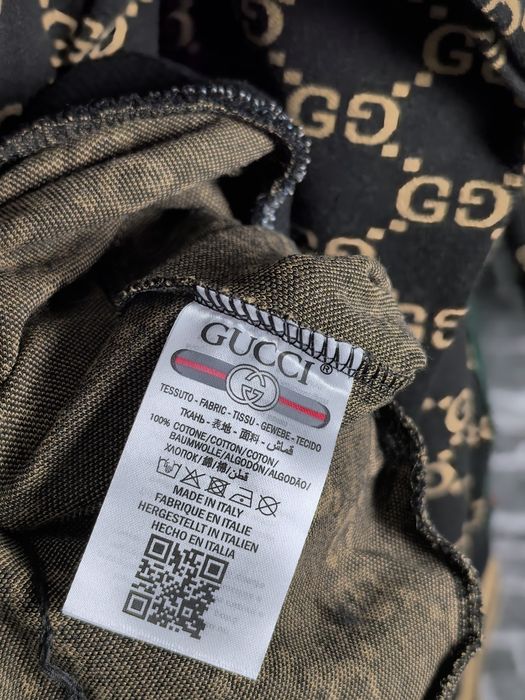 GUCCI®
TESSUTO - FABRIC - TISSU - GEWEBE - TECIDO
ТКАНЬ - 表地 - 面料 - قماش
100% COTONE/COTTON/COTON/
BAUMWOLLE/ALGODÓN/ALGODÃO/
ХЛОПОК/綿/棉/قطن
MADE IN ITALY
FABRIQUE EN ITALIE
HERGESTELLT IN ITALIEN
HECHO EN ITALIA